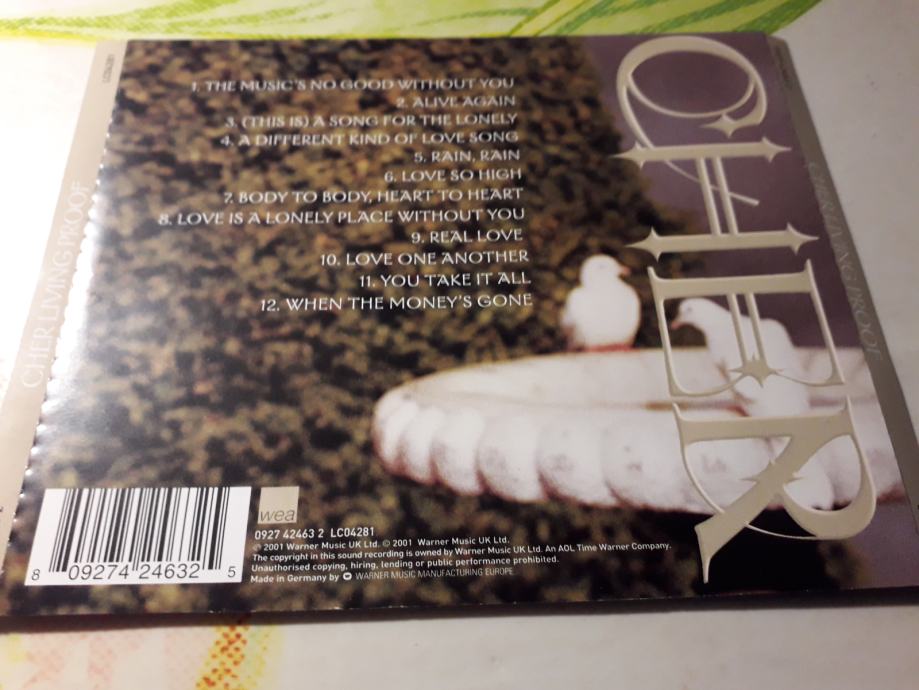 1. THE MUSIC'S NO GOOD WITHOUT YOU
2. ALIVE AGAIN
3. (THIS IS) A SONG FOR THE LONELY
4. A DIFFERENT KIND OF LOVE SONG
5. RAIN, RAIN
6. LOVE SO HIGH
7. BODY TO BODY, HEART TO HEART
8. LOVE IS A LONELY PLACE WITHOUT YOU
9. REAL LOVE
10. LOVE ONE ANOTHER
11. YOU TAKE IT ALL
12. WHEN THE MONEY'S GONE
CHER
CHER LIVING PROOF
CHER LIVING PROOF
wea
0927 42463 2 LC04281
℗ 2001 Warner Music UK Ltd. © 2001 Warner Music UK Ltd.
The copyright in this sound recording is owned by Warner Music UK Ltd. An AOL Time Warner Company.
Unauthorised copying, hiring, lending or public performance prohibited.
Made in Germany by WARNER MUSIC MANUFACTURING EUROPE
8 09274 24632 5